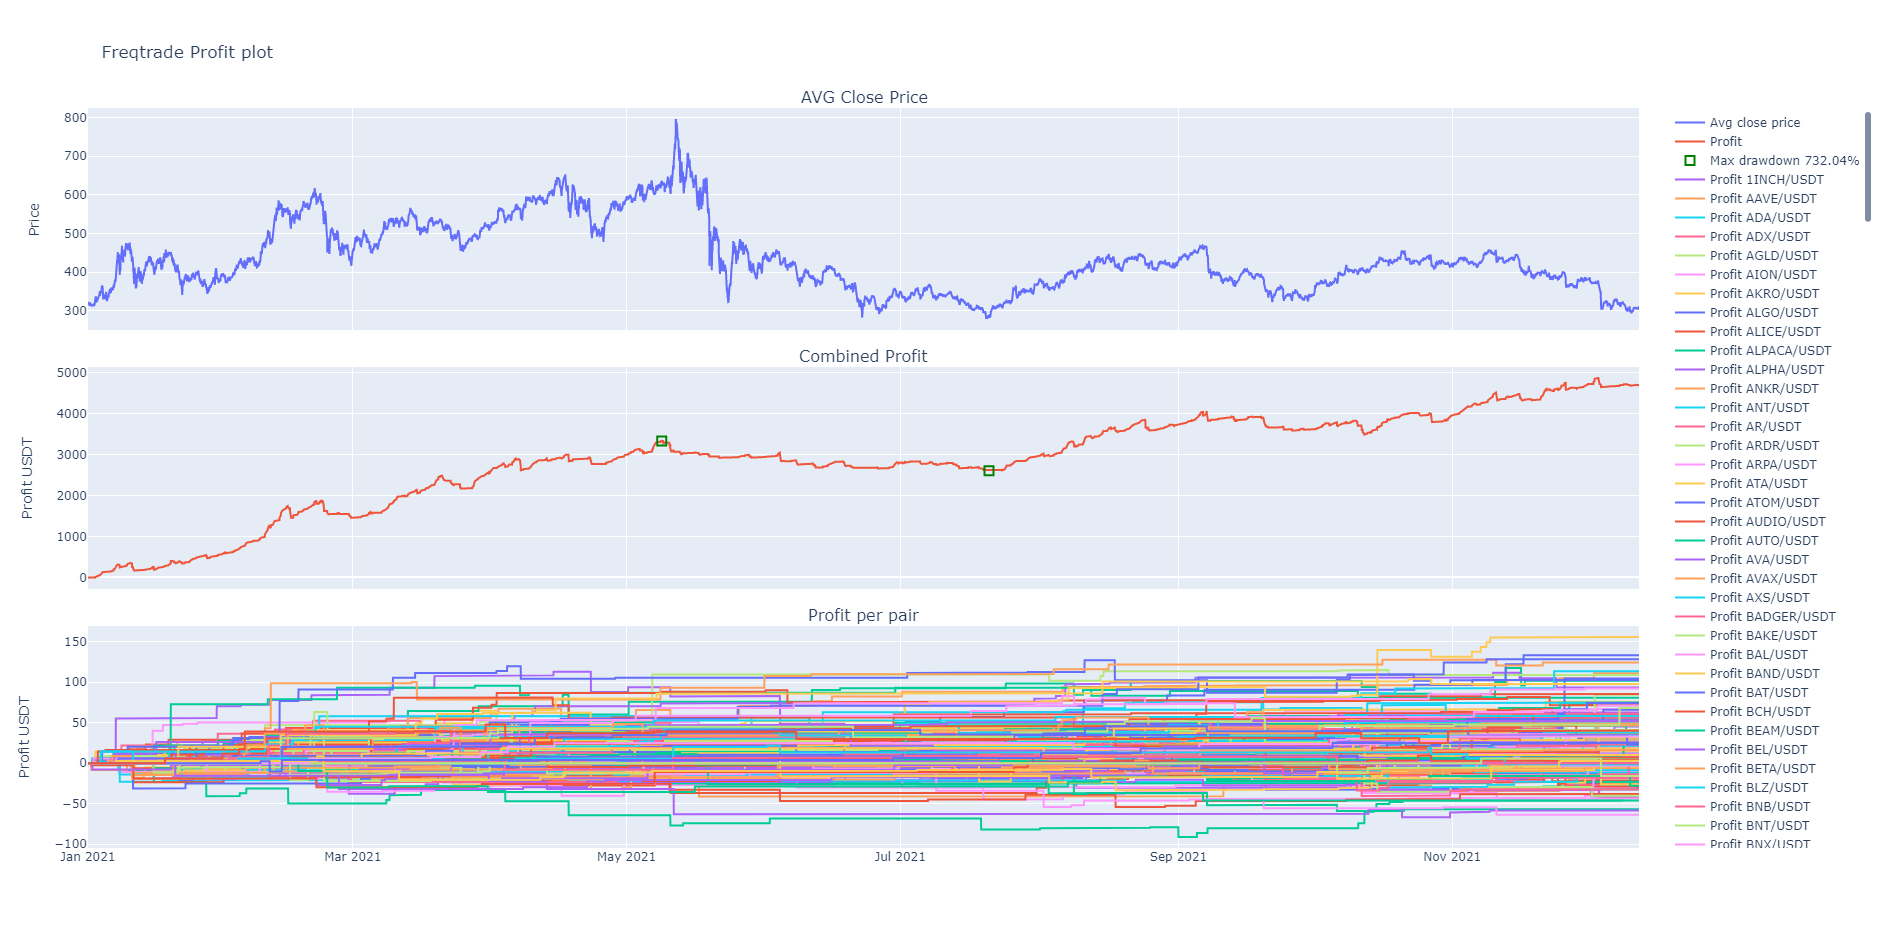 Freqtrade Profit plot
AVG Close Price
800
700
600
500
400
300
Price
Combined Profit
5000
4000
3000
2000
1000
0
Profit USDT
Profit per pair
150
100
50
0
−50
−100
Profit USDT
Jan 2021
Mar 2021
May 2021
Jul 2021
Sep 2021
Nov 2021
Avg close price
Profit
Max drawdown 732.04%
Profit 1INCH/USDT
Profit AAVE/USDT
Profit ADA/USDT
Profit ADX/USDT
Profit AGLD/USDT
Profit AION/USDT
Profit AKRO/USDT
Profit ALGO/USDT
Profit ALICE/USDT
Profit ALPACA/USDT
Profit ALPHA/USDT
Profit ANKR/USDT
Profit ANT/USDT
Profit AR/USDT
Profit ARDR/USDT
Profit ARPA/USDT
Profit ATA/USDT
Profit ATOM/USDT
Profit AUDIO/USDT
Profit AUTO/USDT
Profit AVA/USDT
Profit AVAX/USDT
Profit AXS/USDT
Profit BADGER/USDT
Profit BAKE/USDT
Profit BAL/USDT
Profit BAND/USDT
Profit BAT/USDT
Profit BCH/USDT
Profit BEAM/USDT
Profit BEL/USDT
Profit BETA/USDT
Profit BLZ/USDT
Profit BNB/USDT
Profit BNT/USDT
Profit BNX/USDT